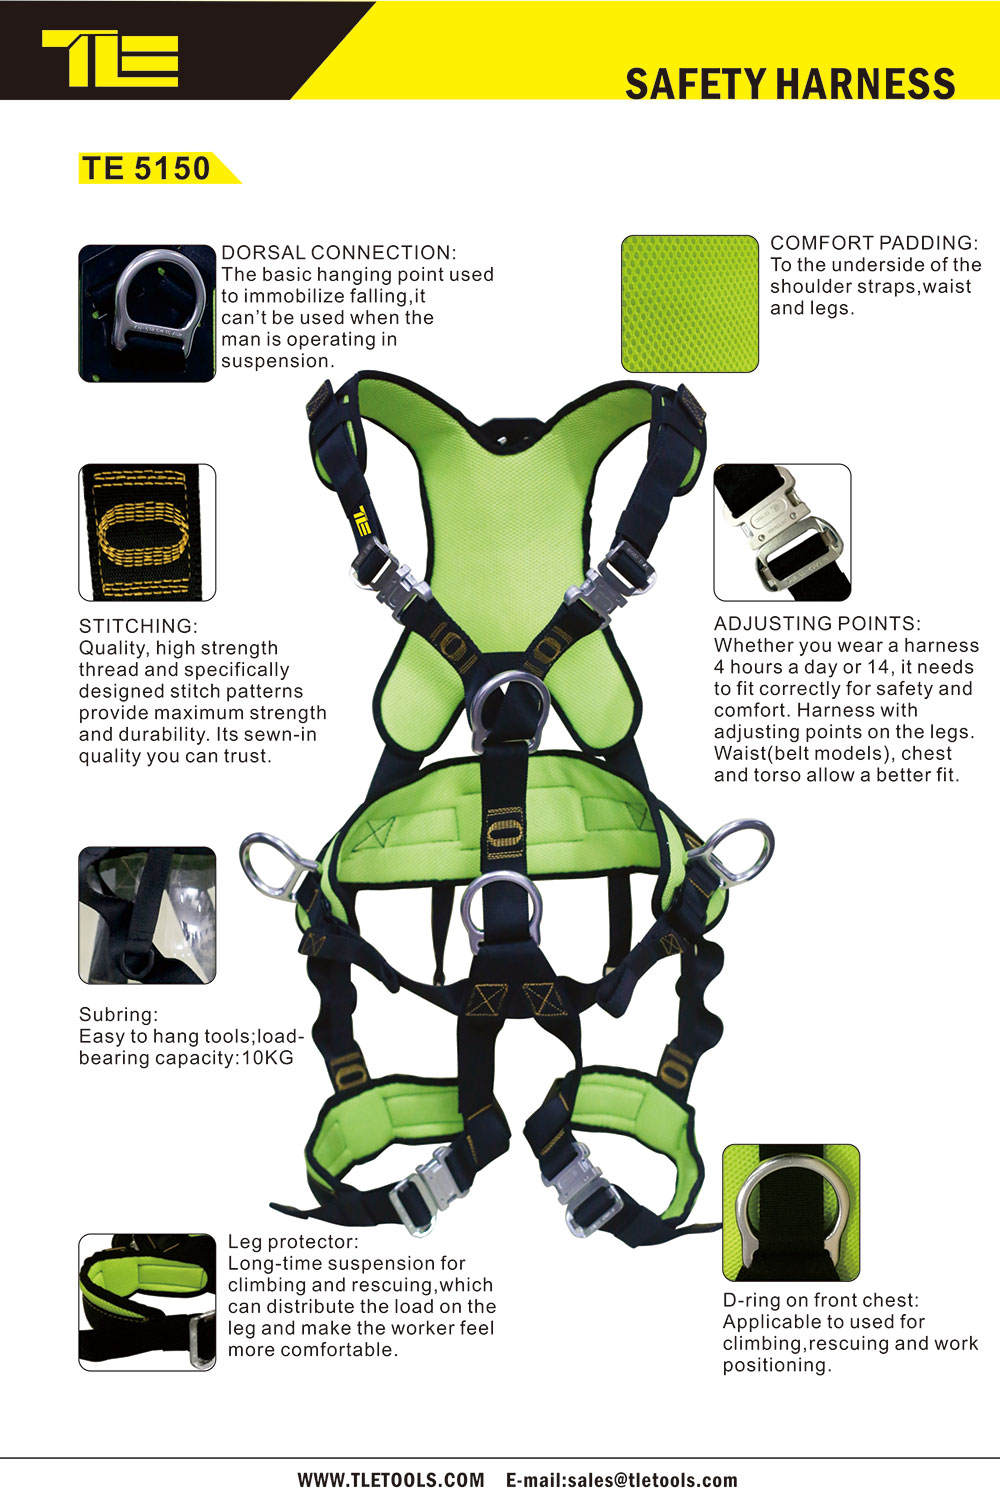 TLE
SAFETY HARNESS
TE 5150
DORSAL CONNECTION:
The basic hanging point used
to immobilize falling,it
can't be used when the
man is operating in
suspension.
COMFORT PADDING:
To the underside of the
shoulder straps,waist
and legs.
TLE
STITCHING:
Quality, high strength
thread and specifically
designed stitch patterns
provide maximum strength
and durability. Its sewn-in
quality you can trust.
ADJUSTING POINTS:
Whether you wear a harness
4 hours a day or 14, it needs
to fit correctly for safety and
comfort. Harness with
adjusting points on the legs.
Waist(belt models), chest
and torso allow a better fit.
Subring:
Easy to hang tools;load-
bearing capacity:10KG
Leg protector:
Long-time suspension for
climbing and rescuing,which
can distribute the load on the
leg and make the worker feel
more comfortable.
D-ring on front chest:
Applicable to used for
climbing,rescuing and work
positioning.
WWW.TLETOOLS.COM E-mail:sales@tletools.com